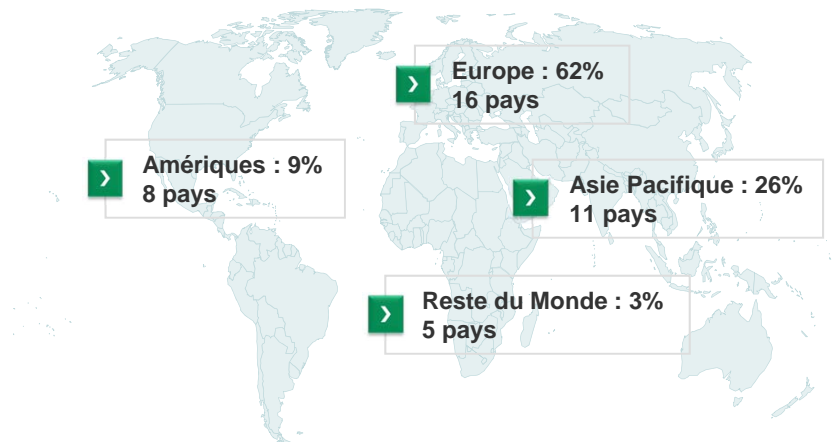 Europe : 62%
16 pays
Amériques : 9%
8 pays
Asie Pacifique : 26%
11 pays
Reste du Monde : 3%
5 pays